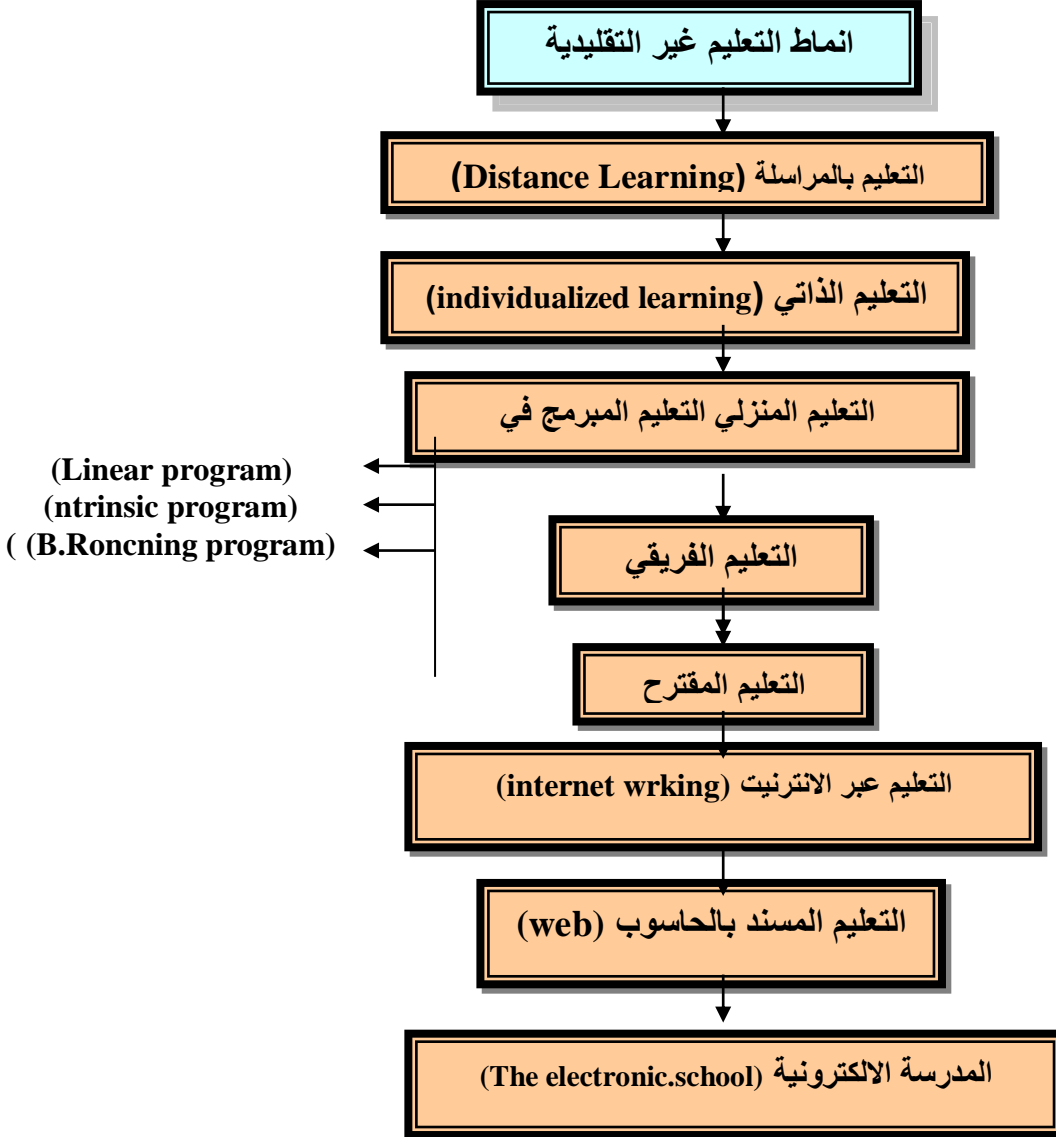 انماط التعليم غير التقليدية
التعليم بالمراسلة (Distance Learning)
التعليم الذاتي (individualized learning)
التعليم المنزلي التعليم المبرمج في
(Linear program)
(ntrinsic program)
( (B.Roncning program)
التعليم الفريقي
التعليم المقترح
التعليم عبر الانترنيت (internet wrking)
التعليم المسند بالحاسوب (web)
المدرسة الالكترونية (The electronic.school)